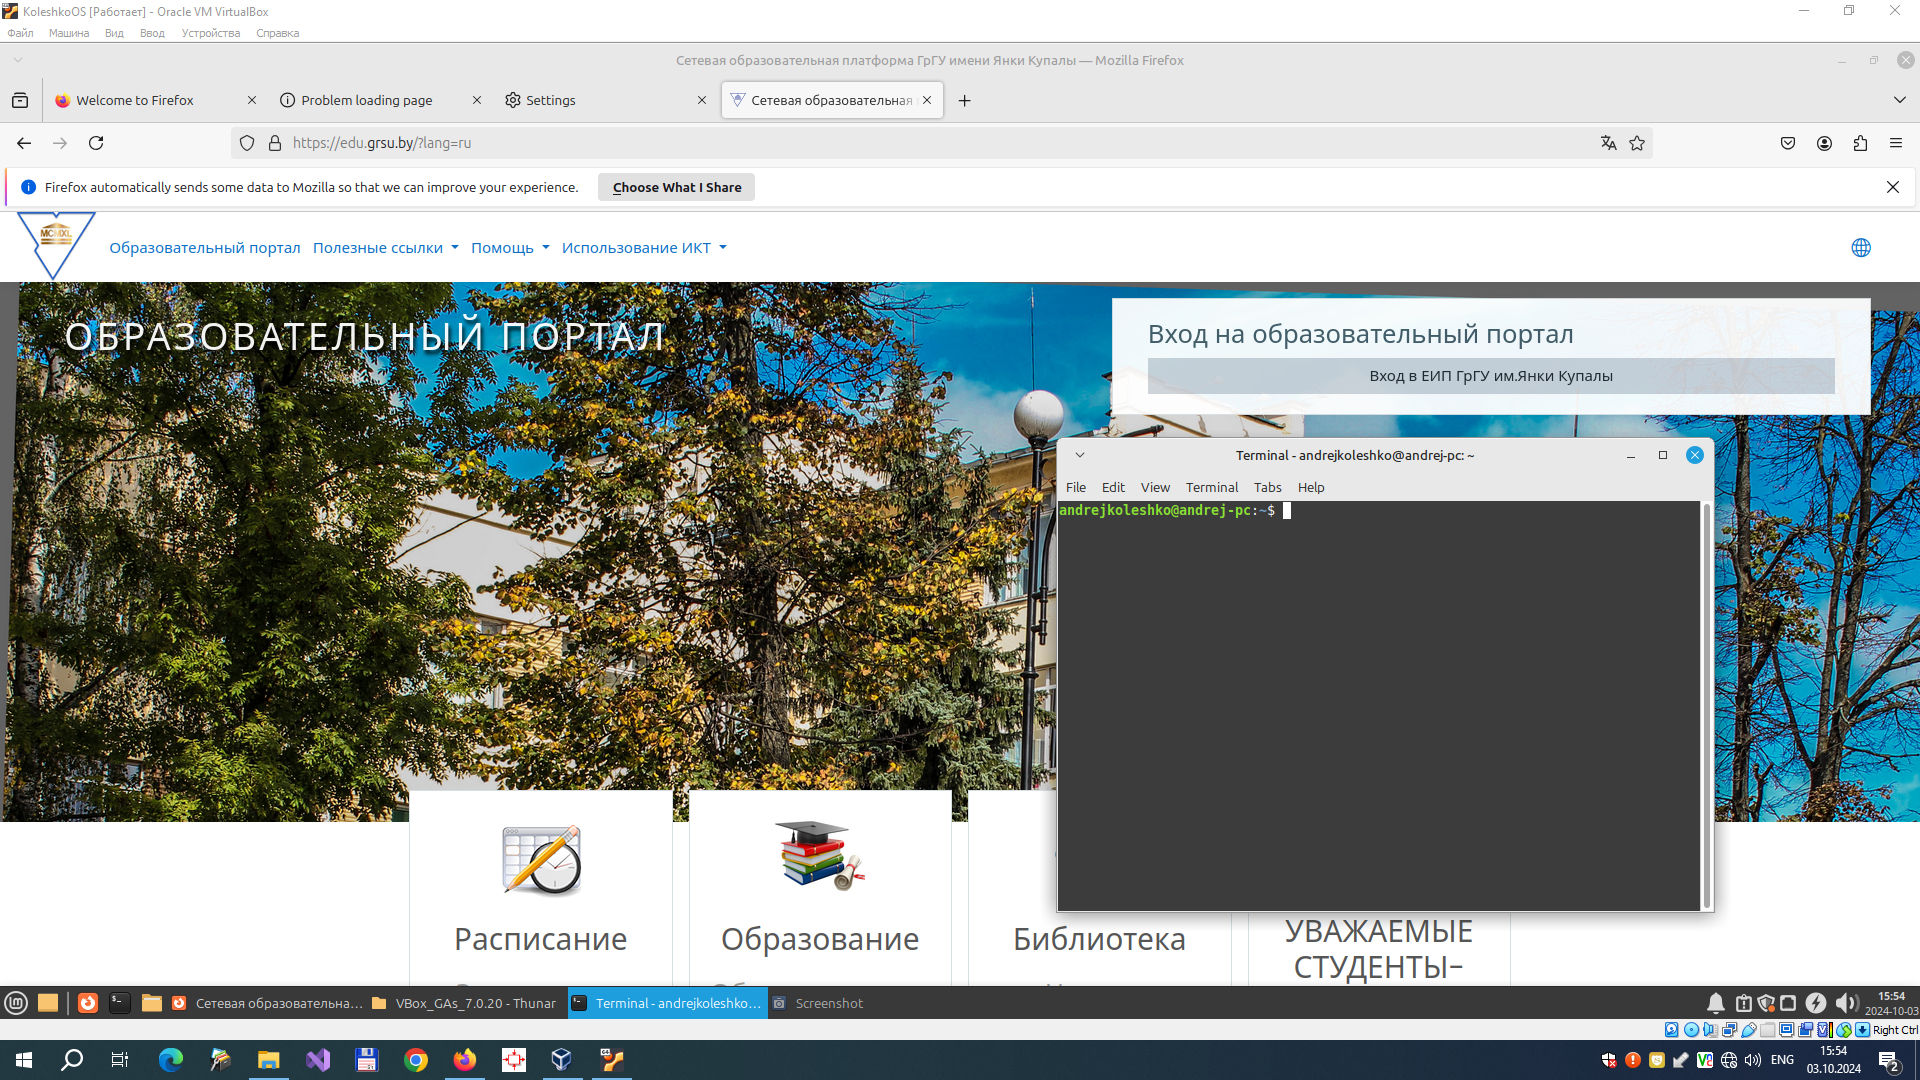 KoleshkoOS [Работает] - Oracle VM VirtualBox
Файл Машина Вид Ввод Устройства Справка
Сетевая образовательная платформа ГрГУ имени Янки Купалы — Mozilla Firefox
Welcome to Firefox
Problem loading page
Settings
Сетевая образовательная
https://edu.grsu.by/?lang=ru
Firefox automatically sends some data to Mozilla so that we can improve your experience.
Choose What I Share
MCMXL
Образовательный портал Полезные ссылки Помощь Использование ИКТ
ОБРАЗОВАТЕЛЬНЫЙ ПОРТАЛ
Вход на образовательный портал
Вход в ЕИП ГрГУ им.Янки Купалы
Terminal - andrejkoleshko@andrej-pc: ~
File Edit View Terminal Tabs Help
andrejkoleshko@andrej-pc:~$
Расписание
Образование
Библиотека
УВАЖАЕМЫЕ
СТУДЕНТЫ-
Сетевая образовательна...
VBox_GAs_7.0.20 - Thunar
Terminal - andrejkoleshko...
Screenshot
15:54
2024-10-03
Right Ctrl
ENG
15:54
03.10.2024
2